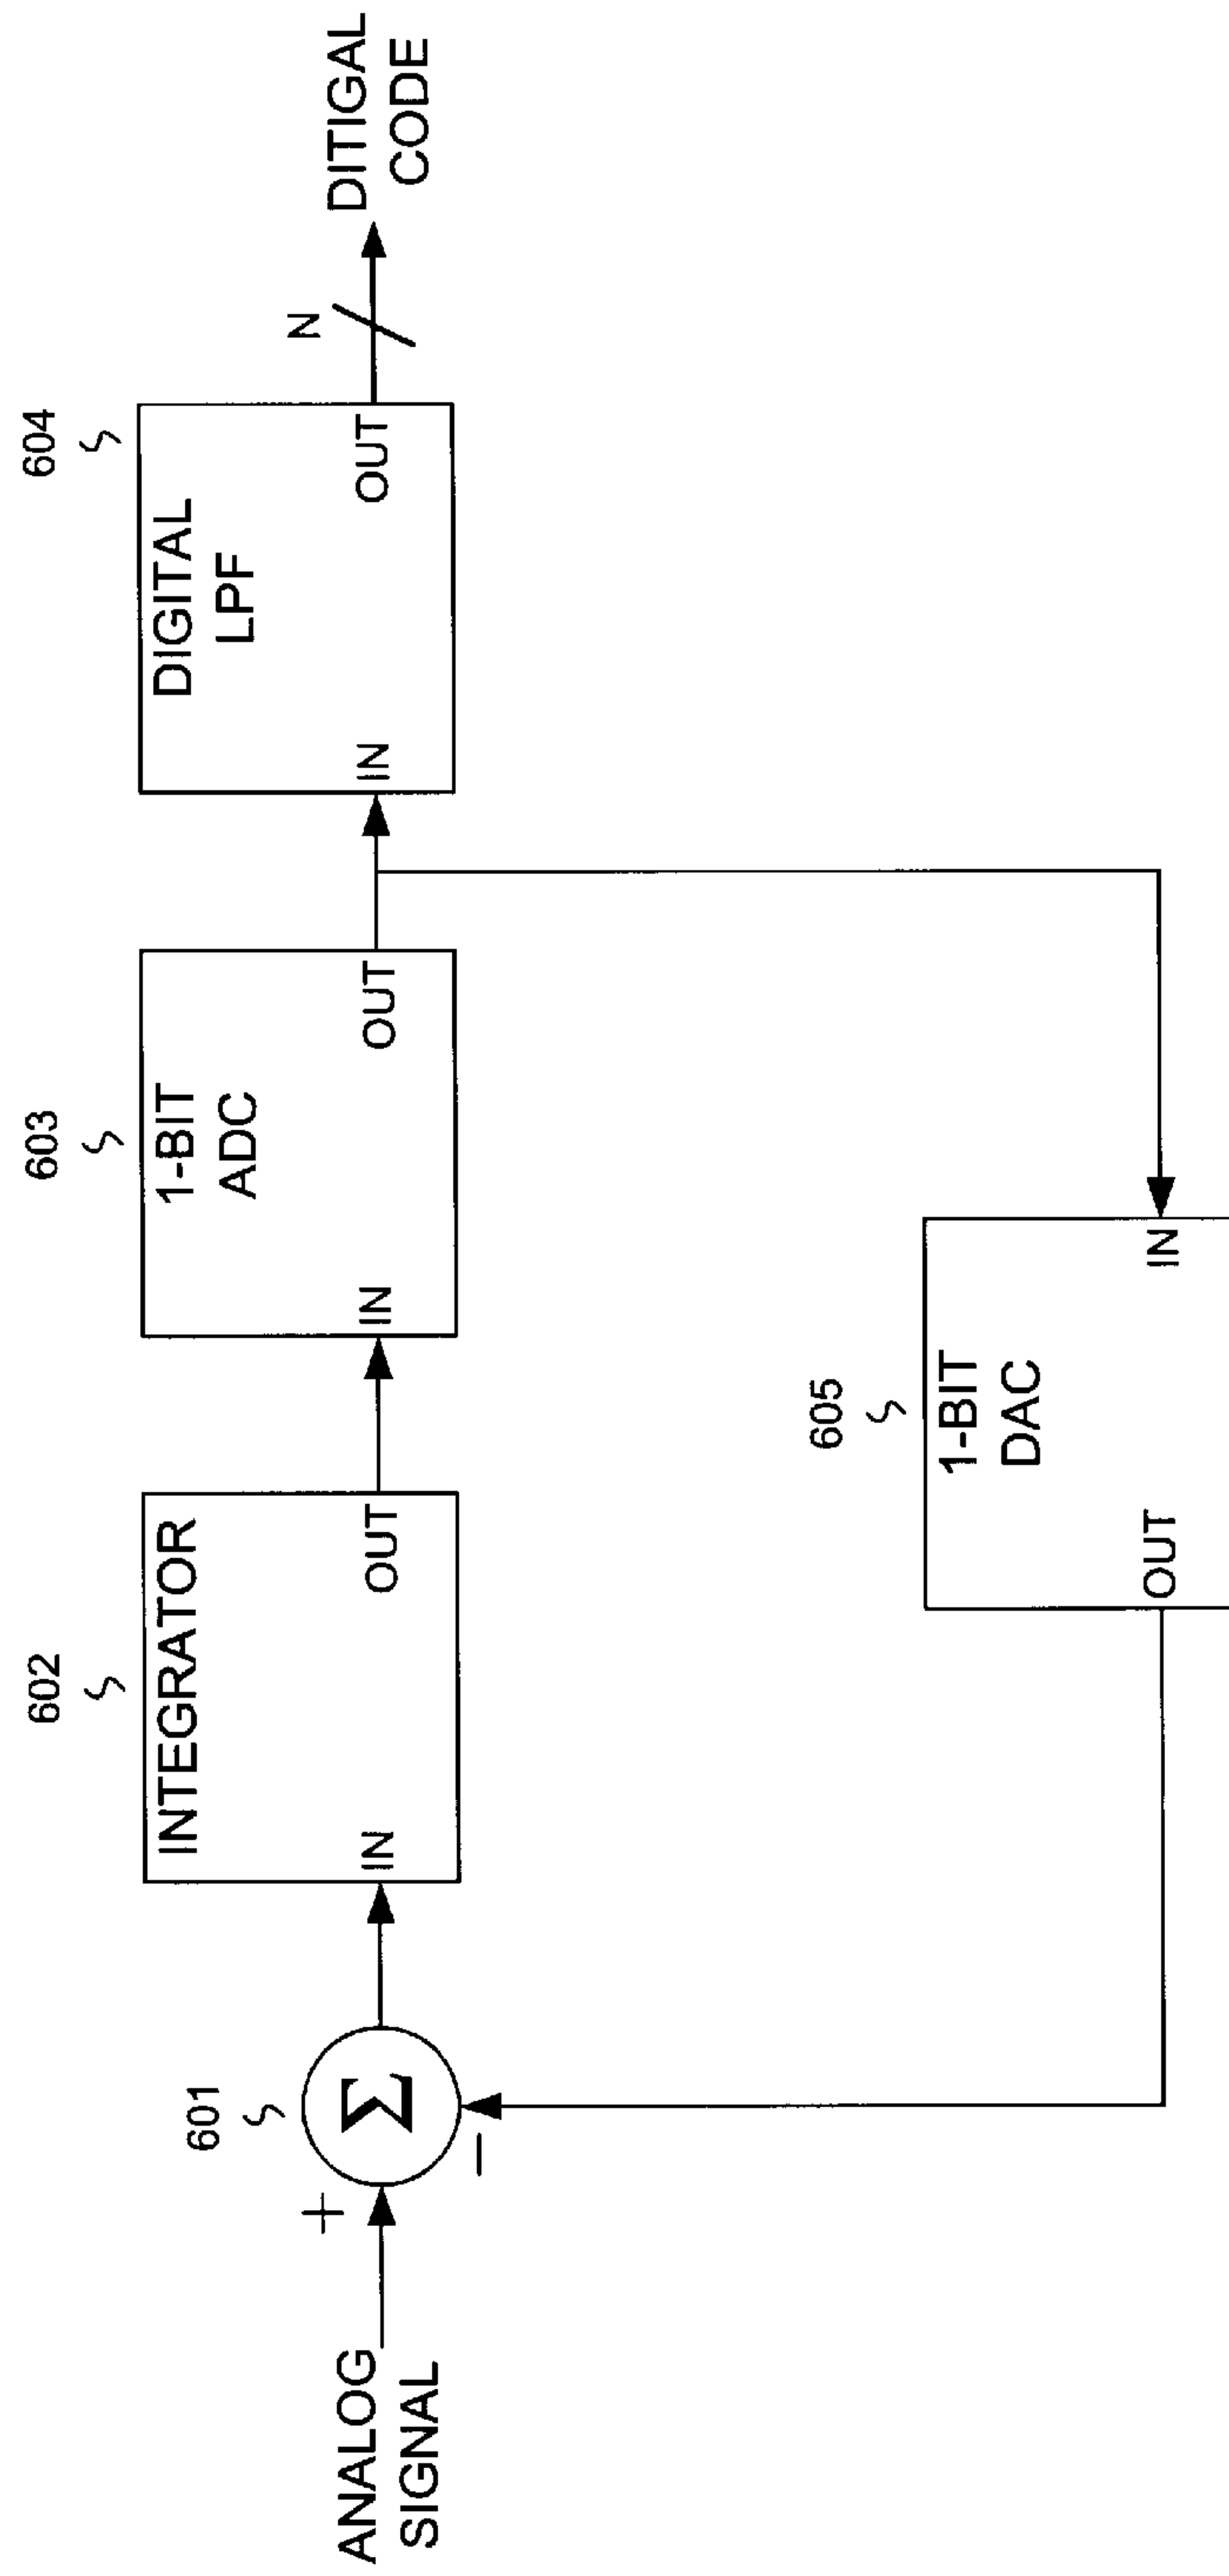 601
602
603
604
INTEGRATOR
1-BIT
ADC
DIGITAL
LPF
N
ANALOG
SIGNAL
+
Σ
−
IN
OUT
IN
OUT
IN
OUT
DITIGAL
CODE
605
1-BIT
DAC
OUT
IN